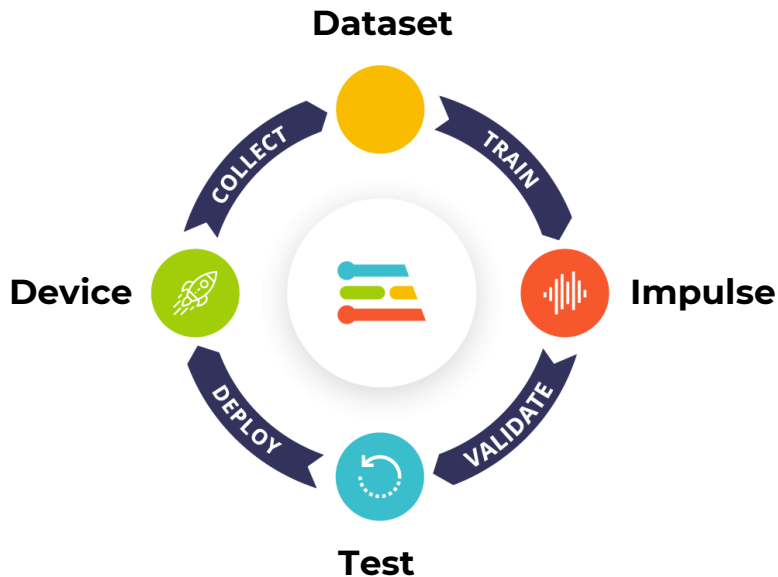 Dataset
COLLECT
TRAIN
Device
Impulse
DEPLOY
VALIDATE
Test